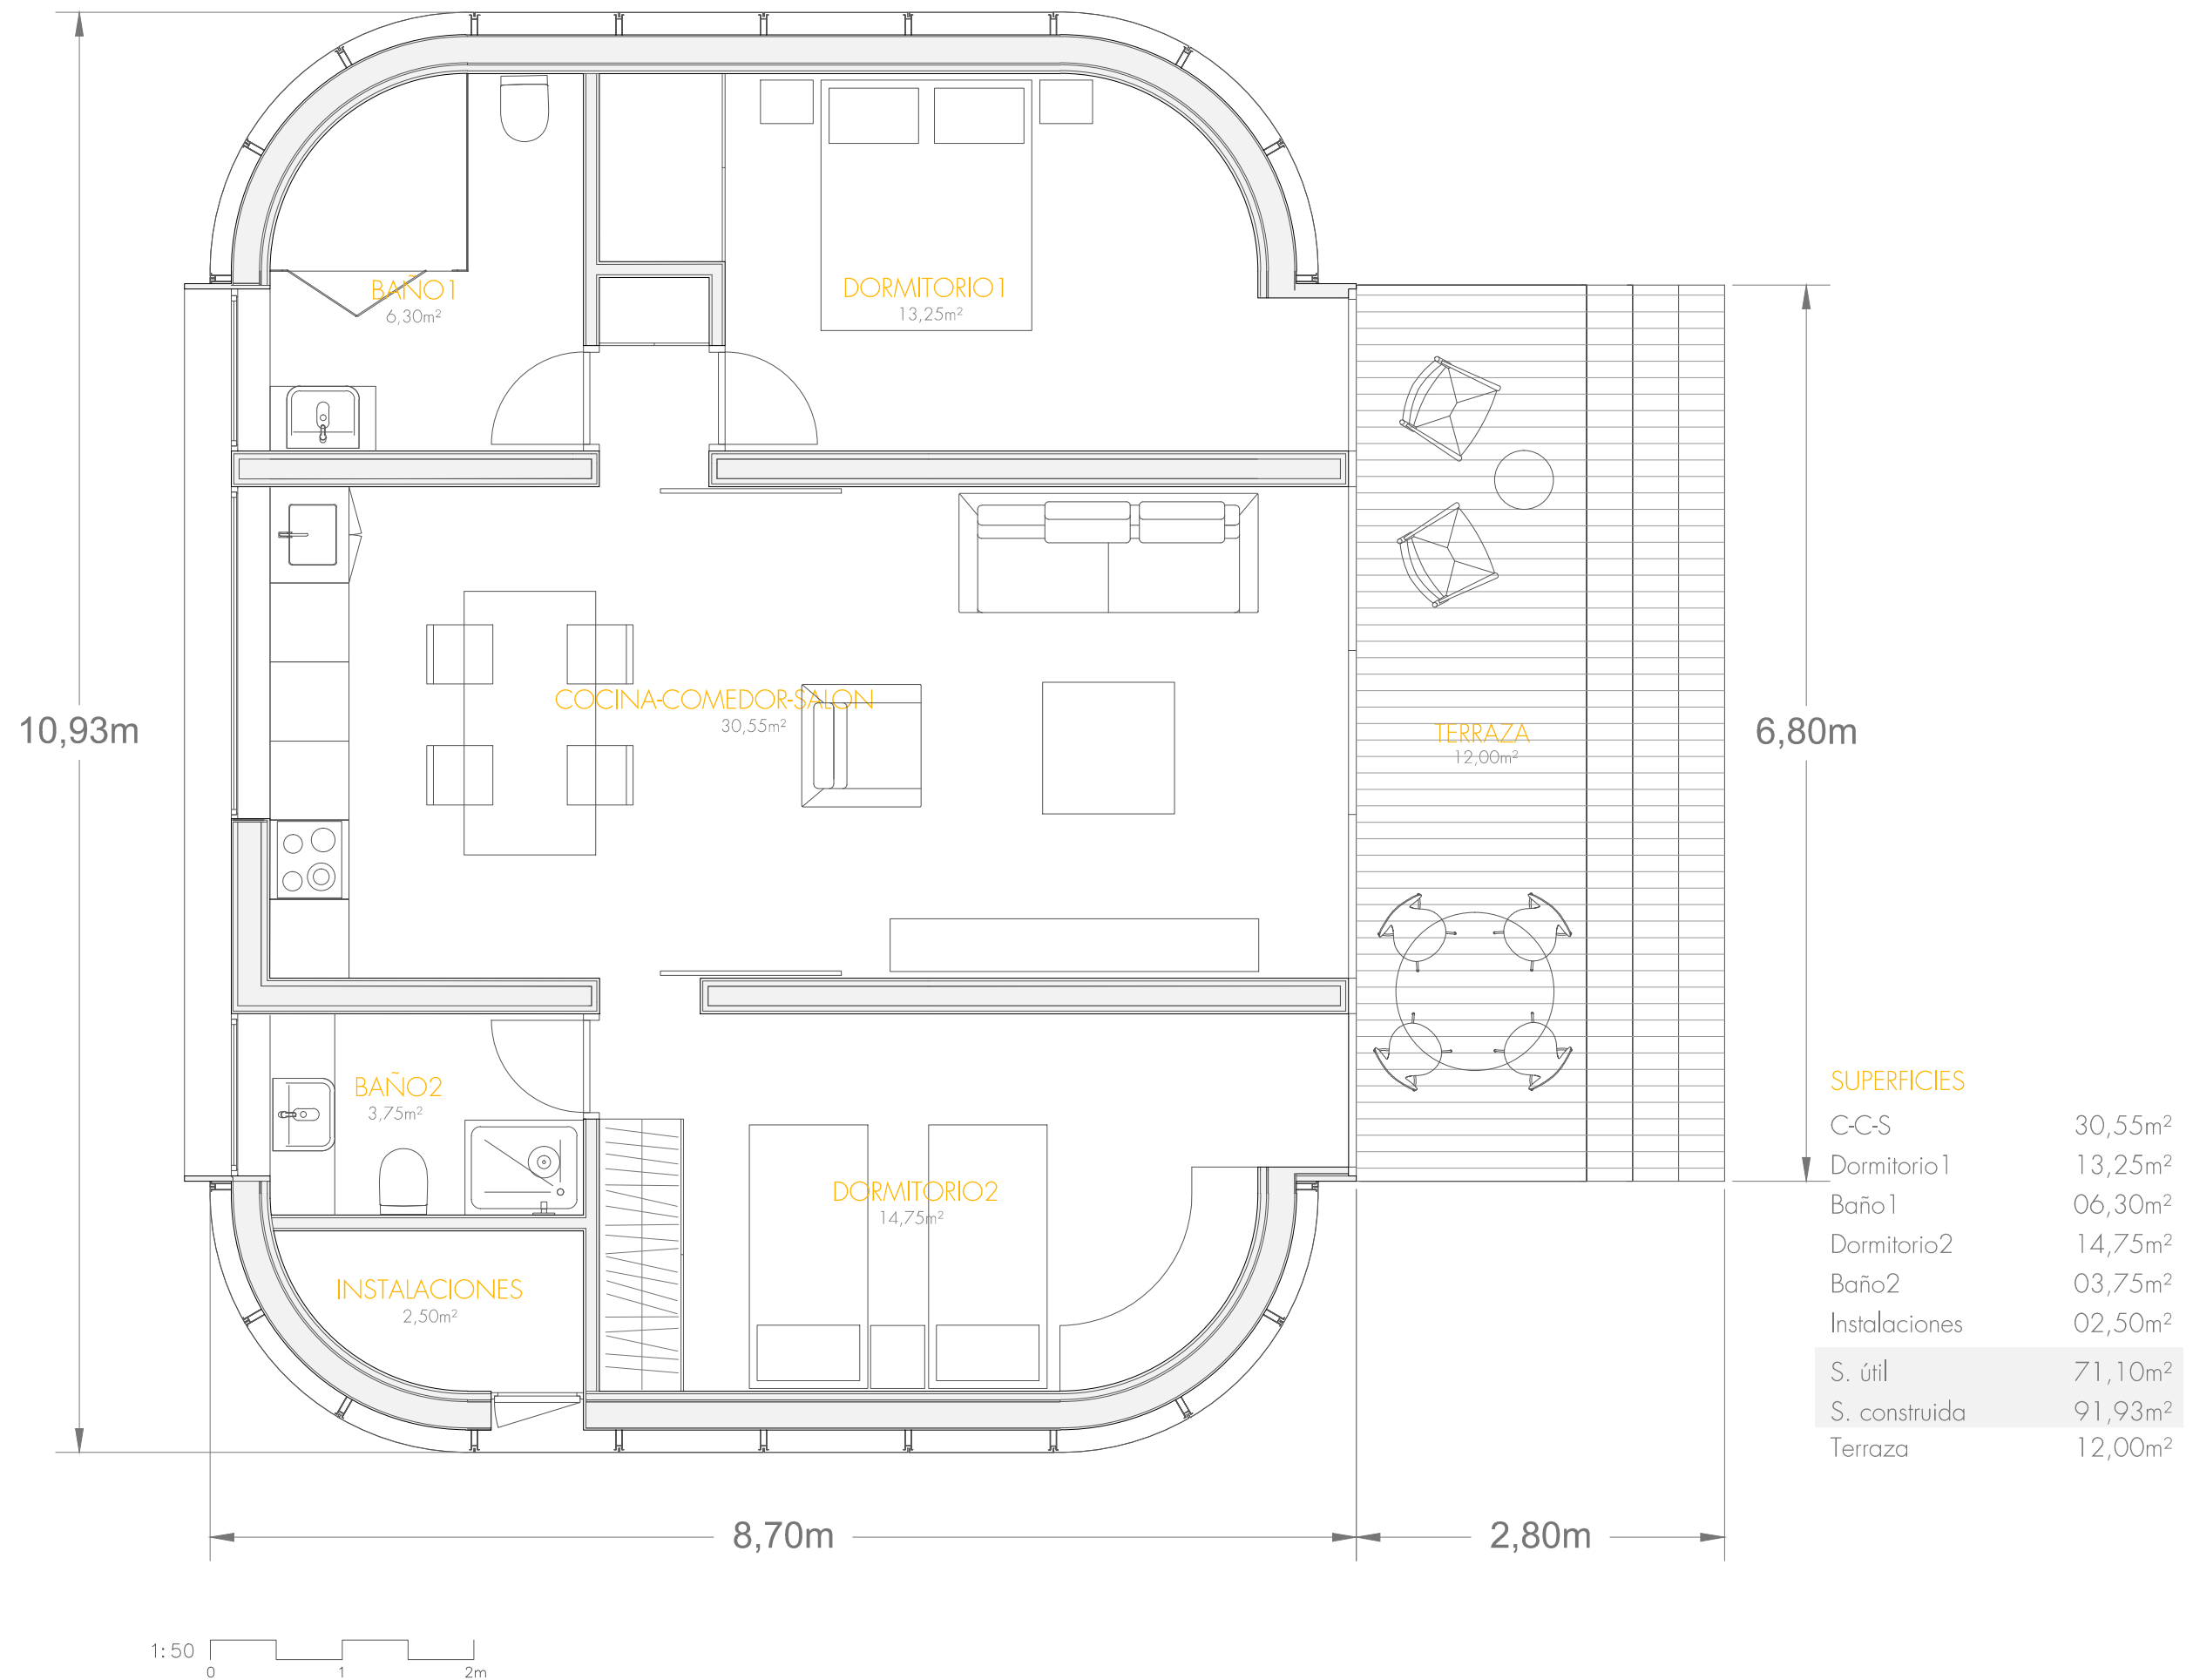 BAÑO1
6,30m²
DORMITORIO1
13,25m²
COCINA-COMEDOR-SALON
30,55m²
10,93m
TERRAZA
12,00m²
6,80m
BAÑO2
3,75m²
DORMITORIO2
14,75m²
INSTALACIONES
2,50m²
SUPERFICIES
C-C-S 30,55m²
Dormitorio1 13,25m²
Baño1 06,30m²
Dormitorio2 14,75m²
Baño2 03,75m²
Instalaciones 02,50m²
S. útil 71,10m²
S. construida 91,93m²
Terraza 12,00m²
8,70m
2,80m
1:50
0 1 2m